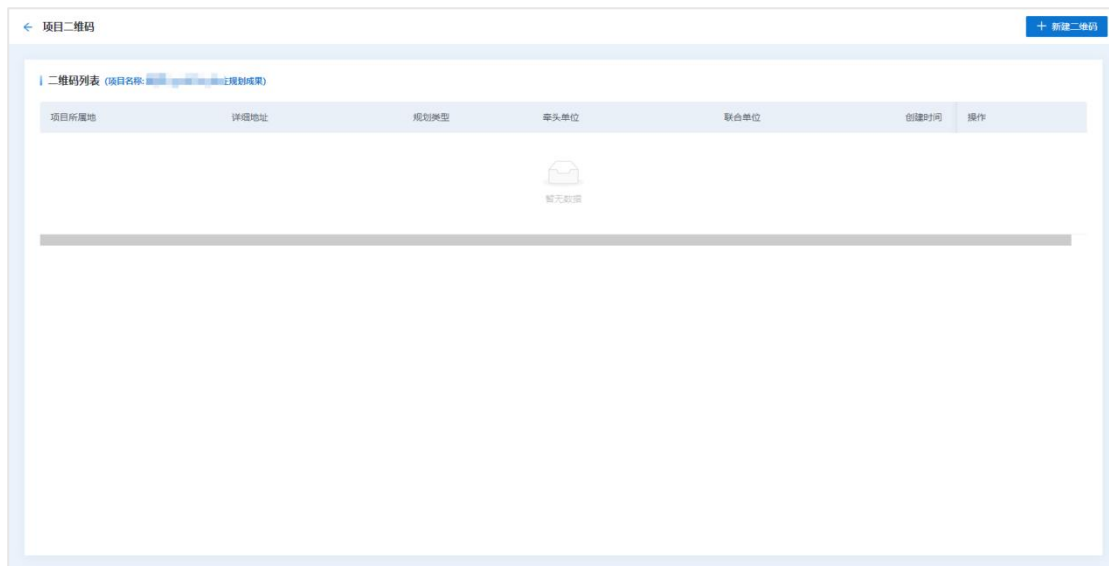 项目二维码
+ 新建二维码
二维码列表 (项目名称: 规划成果)
项目所属地 详细地址 规划类型 牵头单位 联合单位 创建时间 操作
暂无数据